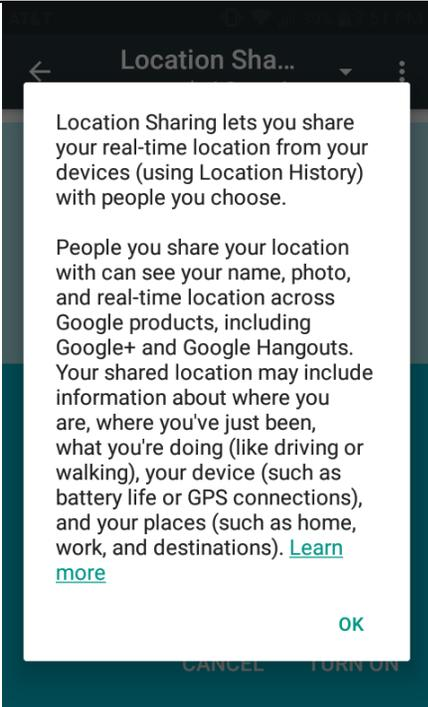 AT&T
Location Sha...
Location Sharing lets you share
your real-time location from your
devices (using Location History)
with people you choose.
People you share your location
with can see your name, photo,
and real-time location across
Google products, including
Google+ and Google Hangouts.
Your shared location may include
information about where you
are, where you've just been,
what you're doing (like driving or
walking), your device (such as
battery life or GPS connections),
and your places (such as home,
work, and destinations). Learn
more
OK
CANCEL TURN ON